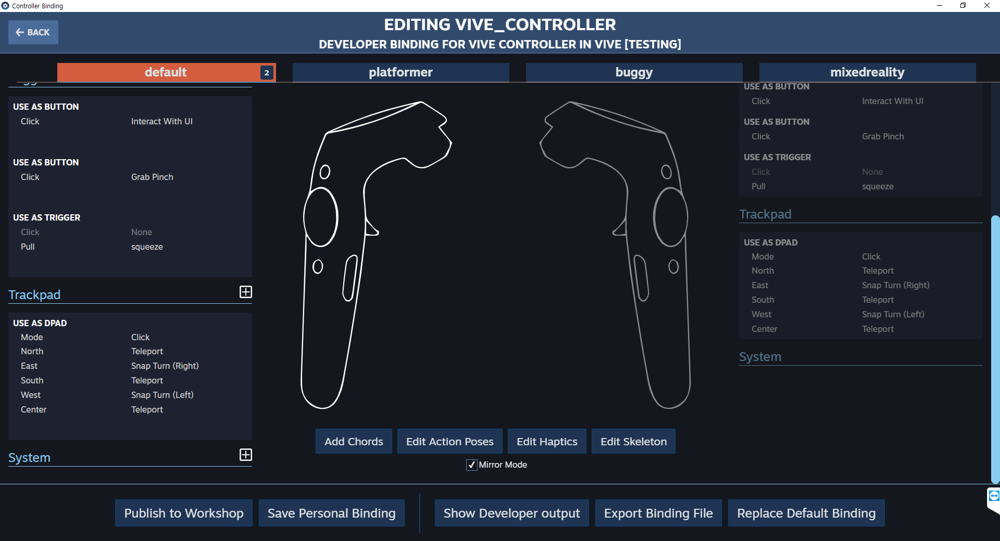 Controller Binding
BACK
EDITING VIVE_CONTROLLER
DEVELOPER BINDING FOR VIVE CONTROLLER IN VIVE [TESTING]
default 2
platformer
buggy
mixedreality
USE AS BUTTON
Click Interact With UI
USE AS BUTTON
Click Grab Pinch
USE AS TRIGGER
Click None
Pull squeeze
Trackpad
USE AS DPAD
Mode Click
North Teleport
East Snap Turn (Right)
South Teleport
West Snap Turn (Left)
Center Teleport
System
Add Chords
Edit Action Poses
Edit Haptics
Edit Skeleton
Mirror Mode
USE AS BUTTON
Click Interact With UI
USE AS BUTTON
Click Grab Pinch
USE AS TRIGGER
Click None
Pull squeeze
Trackpad
USE AS DPAD
Mode Click
North Teleport
East Snap Turn (Right)
South Teleport
West Snap Turn (Left)
Center Teleport
System
Publish to Workshop
Save Personal Binding
Show Developer output
Export Binding File
Replace Default Binding